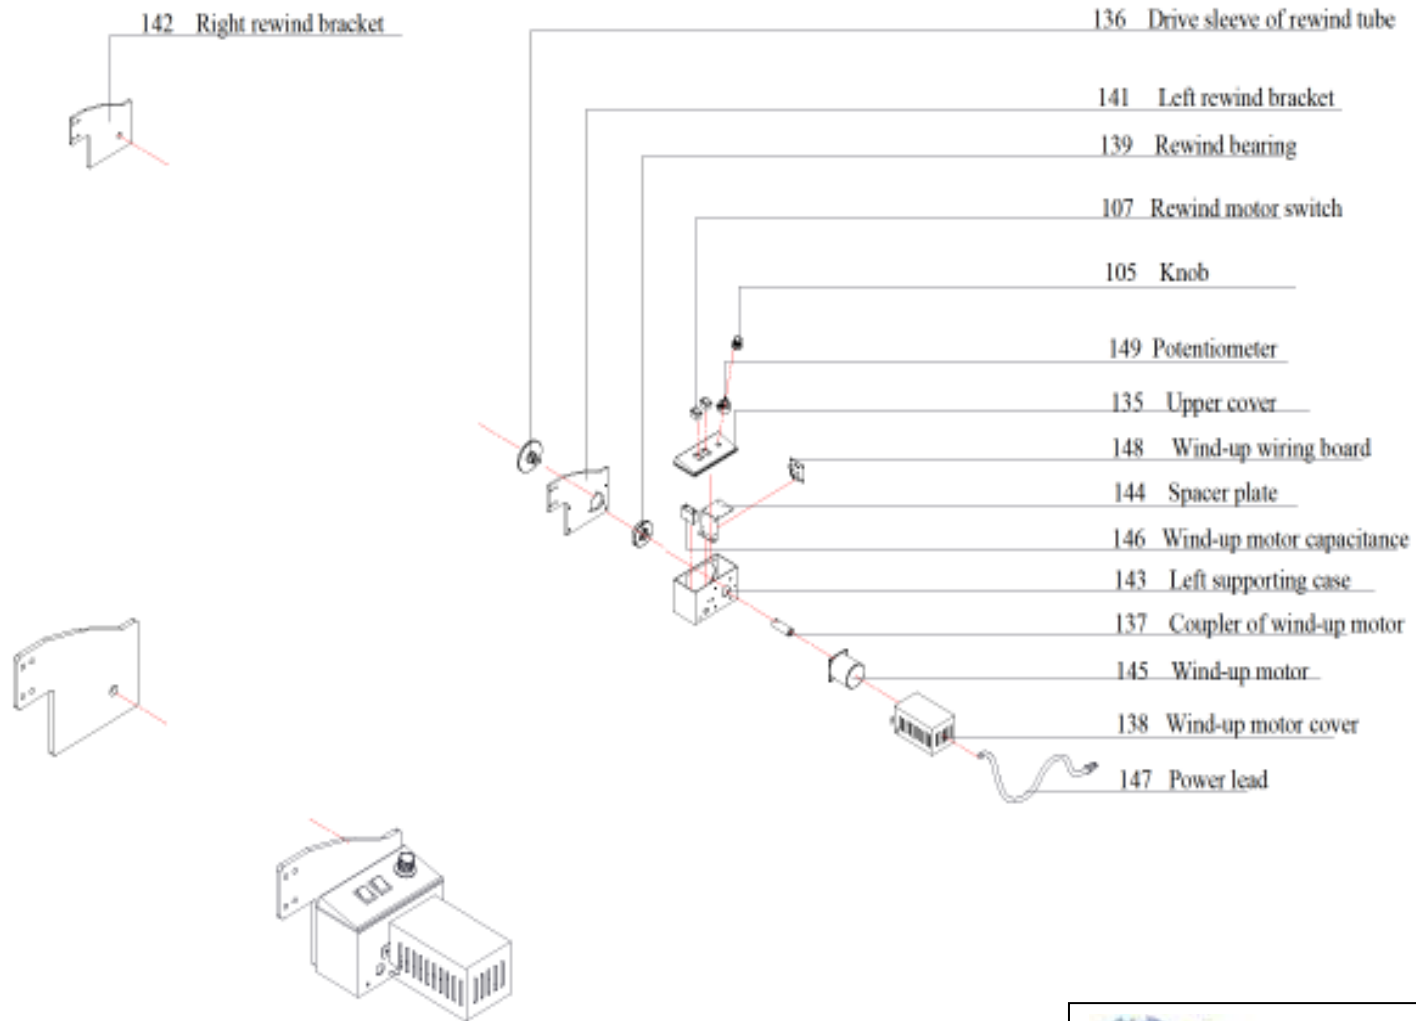 142 Right rewind bracket
136 Drive sleeve of rewind tube
141 Left rewind bracket
139 Rewind bearing
107 Rewind motor switch
105 Knob
149 Potentiometer
135 Upper cover
148 Wind-up wiring board
144 Spacer plate
146 Wind-up motor capacitance
143 Left supporting case
137 Coupler of wind-up motor
145 Wind-up motor
138 Wind-up motor cover
147 Power lead